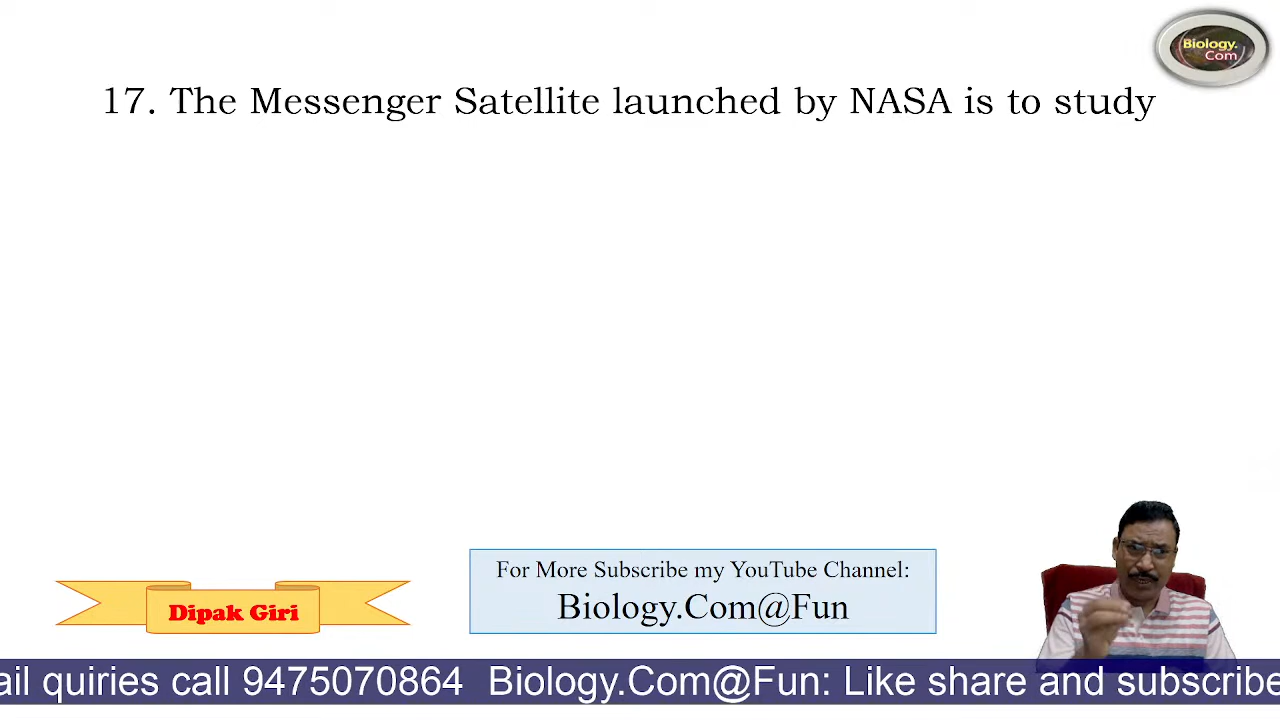 Biology.
Com
17. The Messenger Satellite launched by NASA is to study
For More Subscribe my YouTube Channel:
Biology.Com@Fun
Dipak Giri
ail quiries call 9475070864 Biology.Com@Fun: Like share and subscribe